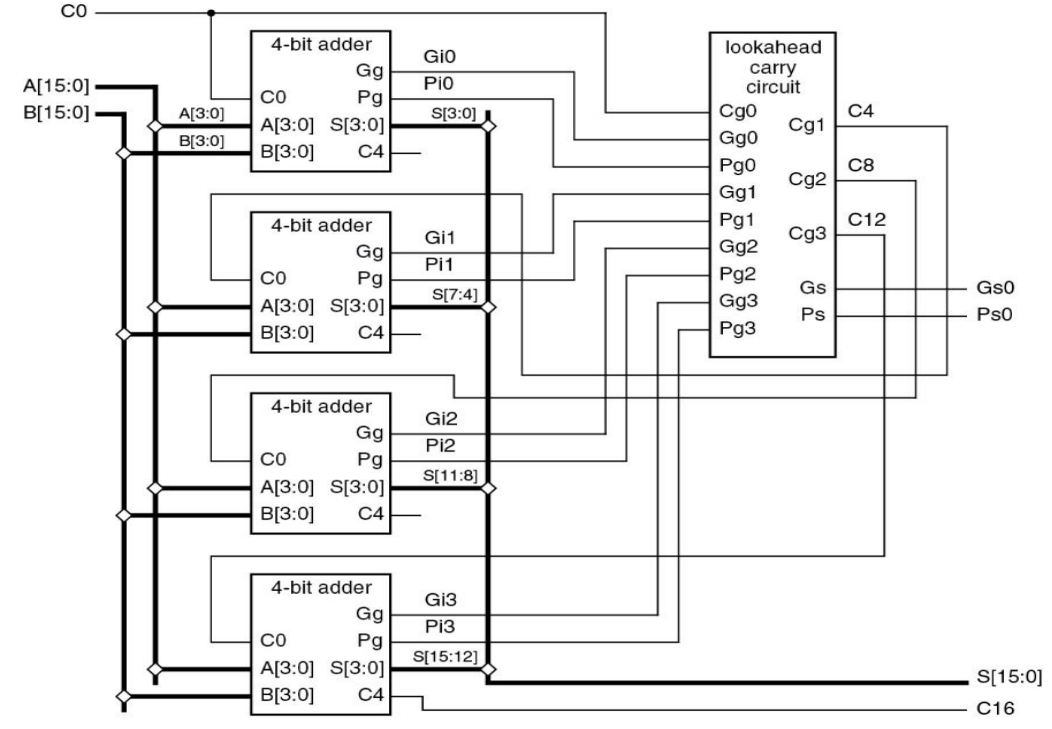 C0
A[15:0]
B[15:0]
4-bit adder
Gg
C0 Pg
A[3:0] S[3:0]
B[3:0] C4
A[3:0]
B[3:0]
Gi0
Pi0
S[3:0]
4-bit adder
Gg
C0 Pg
A[3:0] S[3:0]
B[3:0] C4
Gi1
Pi1
S[7:4]
4-bit adder
Gg
C0 Pg
A[3:0] S[3:0]
B[3:0] C4
Gi2
Pi2
S[11:8]
4-bit adder
Gg
C0 Pg
A[3:0] S[3:0]
B[3:0] C4
Gi3
Pi3
S[15:12]
lookahead
carry
circuit
Cg0
Gg0
Pg0
Gg1
Pg1
Gg2
Pg2
Gg3
Pg3
Cg1
Cg2
Cg3
Gs
Ps
C4
C8
C12
Gs0
Ps0
S[15:0]
C16